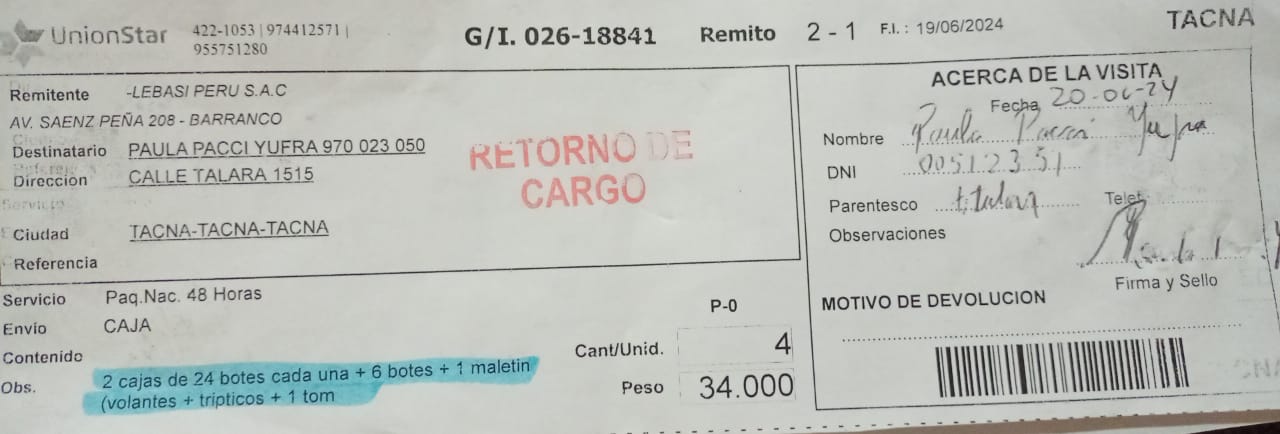 UnionStar
422-1053 | 974412571 |
955751280
G/I. 026-18841
Remito 2 - 1 F.I. : 19/06/2024
TACNA
Remitente -LEBASI PERU S.A.C
AV. SAENZ PEÑA 208 - BARRANCO
Destinatario PAULA PACCI YUFRA 970 023 050
Direccion CALLE TALARA 1515
Servicio
Ciudad TACNA-TACNA-TACNA
Referencia
RETORNO DE
CARGO
Servicio Paq.Nac. 48 Horas
Envio CAJA
Contenido
Obs. 2 cajas de 24 botes cada una + 6 botes + 1 maletin
(volantes + tripticos + 1 tom
P-0
Cant/Unid. 4
Peso 34.000
ACERCA DE LA VISITA
Fecha 20-06-24
Nombre Paula Pacci Yufra
DNI 00512351
Parentesco titular Telef.
Observaciones
Firma y Sello
MOTIVO DE DEVOLUCION